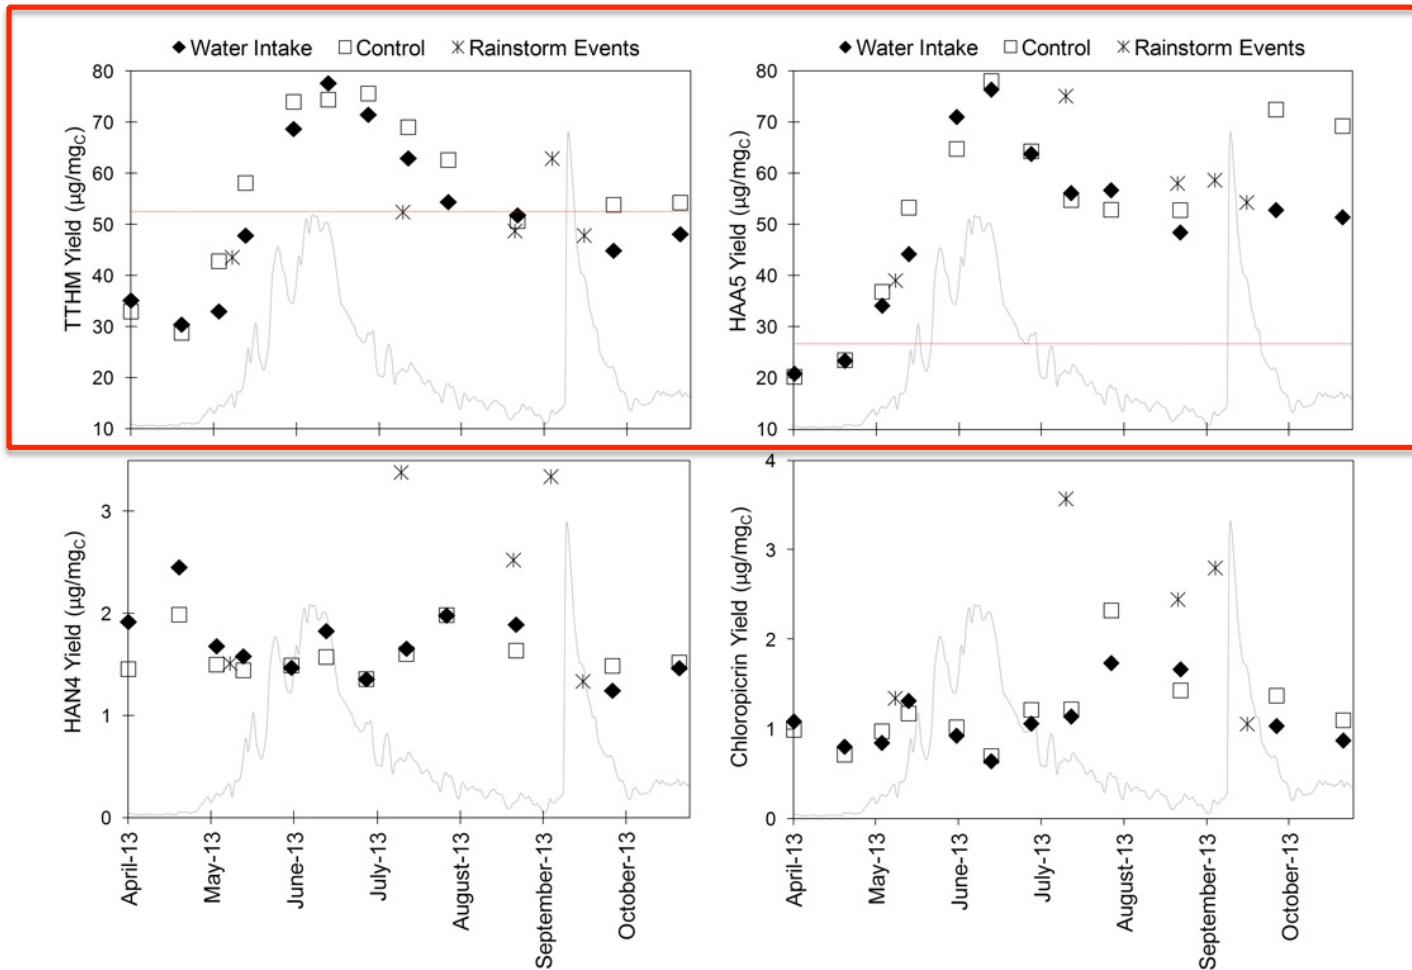 ◆ Water Intake □ Control ж Rainstorm Events
TTHM Yield (µg/mgC)
80
70
60
50
40
30
20
10
◆ Water Intake □ Control ж Rainstorm Events
HAA5 Yield (µg/mgC)
80
70
60
50
40
30
20
10
HAN4 Yield (µg/mgC)
3
2
1
0
April-13
May-13
June-13
July-13
August-13
September-13
October-13
Chloropicrin Yield (µg/mgC)
4
3
2
1
0
April-13
May-13
June-13
July-13
August-13
September-13
October-13